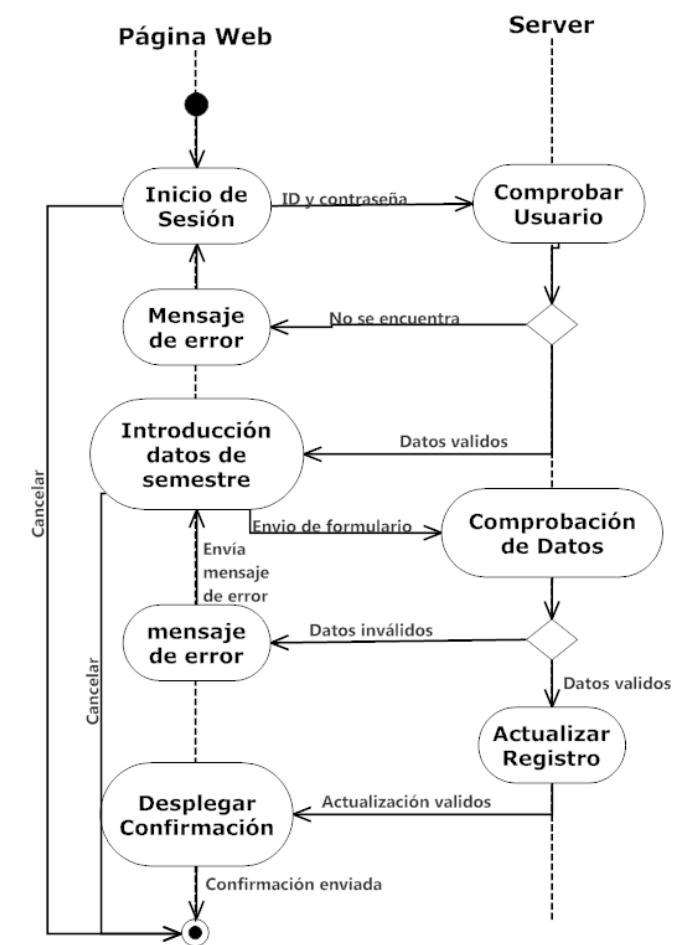 Página Web
Server
Inicio de
Sesión
ID y contraseña
Comprobar
Usuario
Mensaje
de error
No se encuentra
Introducción
datos de
semestre
Datos validos
Cancelar
Envio de formulario
Comprobación
de Datos
Envía
mensaje
de error
mensaje
de error
Datos inválidos
Cancelar
Datos validos
Actualizar
Registro
Desplegar
Confirmación
Actualización validos
Confirmación enviada